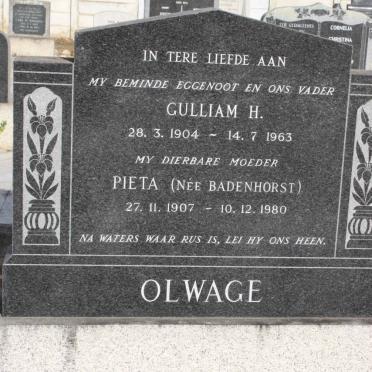 IN TERE LIEFDE AAN
MY BEMINDE EGGENOOT EN ONS VADER
GULLIAM H.
28. 3. 1904 ~ 14. 7. 1963
MY DIERBARE MOEDER
PIETA (NÉE BADENHORST)
27. 11. 1907 ~ 10. 12. 1980
NA WATERS WAAR RUS IS, LEI HY ONS HEEN.
OLWAGE
CORNELIA
CHRISTINA